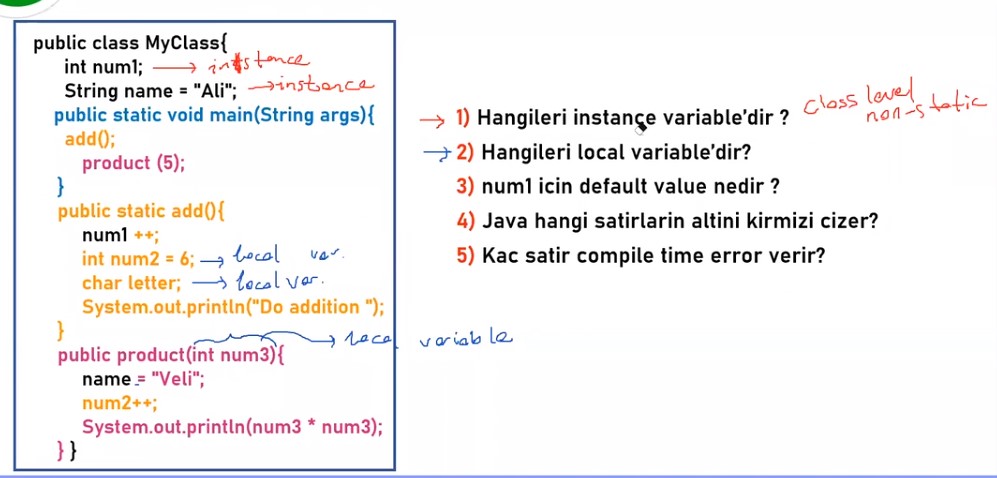 public class MyClass{
int num1; → instance
String name = "Ali"; → instance
public static void main(String args){
add();
product (5);
}
public static add(){
num1 ++;
int num2 = 6; → local var.
char letter; → local var.
System.out.println("Do addition ");
}
public product(int num3){ → local variable
name = "Veli";
num2++;
System.out.println(num3 * num3);
} }
→ 1) Hangileri instance variable'dir ? class level non-static
→ 2) Hangileri local variable'dir?
3) num1 icin default value nedir ?
4) Java hangi satirlarin altini kirmizi cizer?
5) Kac satir compile time error verir?